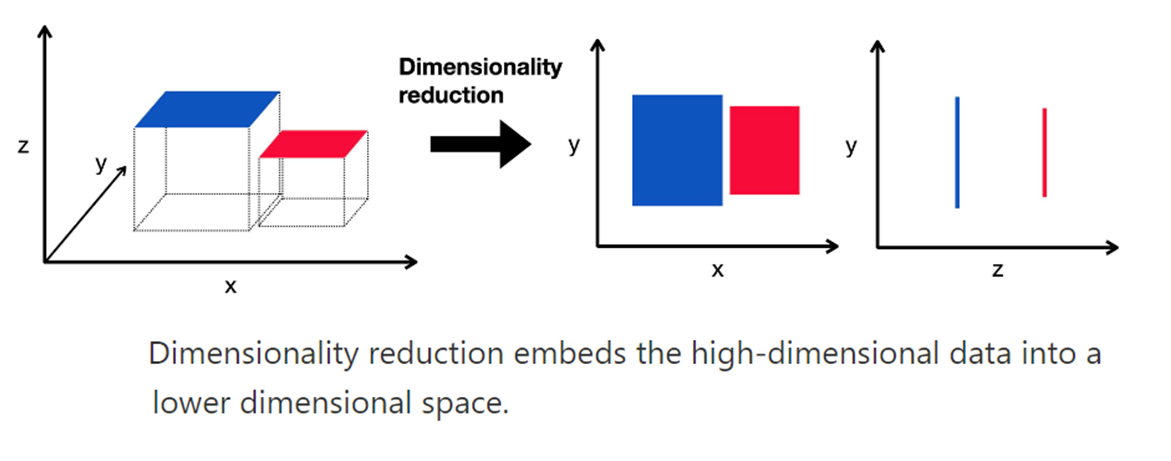 z
y
x
Dimensionality
reduction
y
x
y
z
Dimensionality reduction embeds the high-dimensional data into a
lower dimensional space.